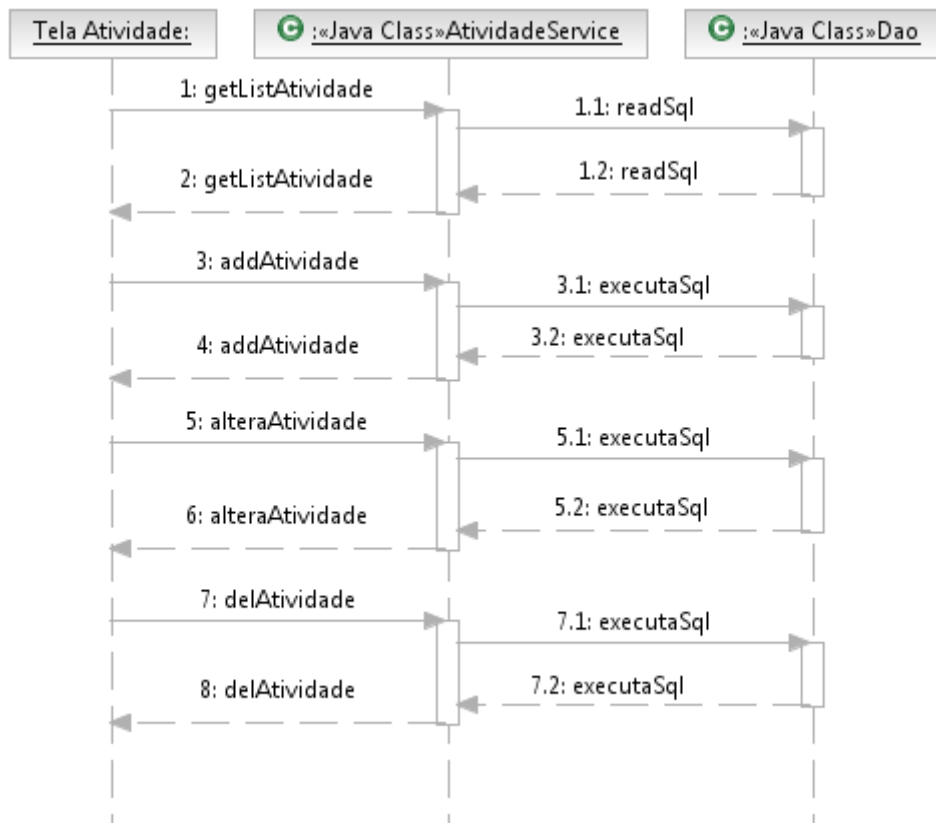 Tela Atividade:
C :«Java Class»AtividadeService
C :«Java Class»Dao
1: getListAtividade
1.1: readSql
1.2: readSql
2: getListAtividade
3: addAtividade
3.1: executaSql
3.2: executaSql
4: addAtividade
5: alteraAtividade
5.1: executaSql
5.2: executaSql
6: alteraAtividade
7: delAtividade
7.1: executaSql
7.2: executaSql
8: delAtividade